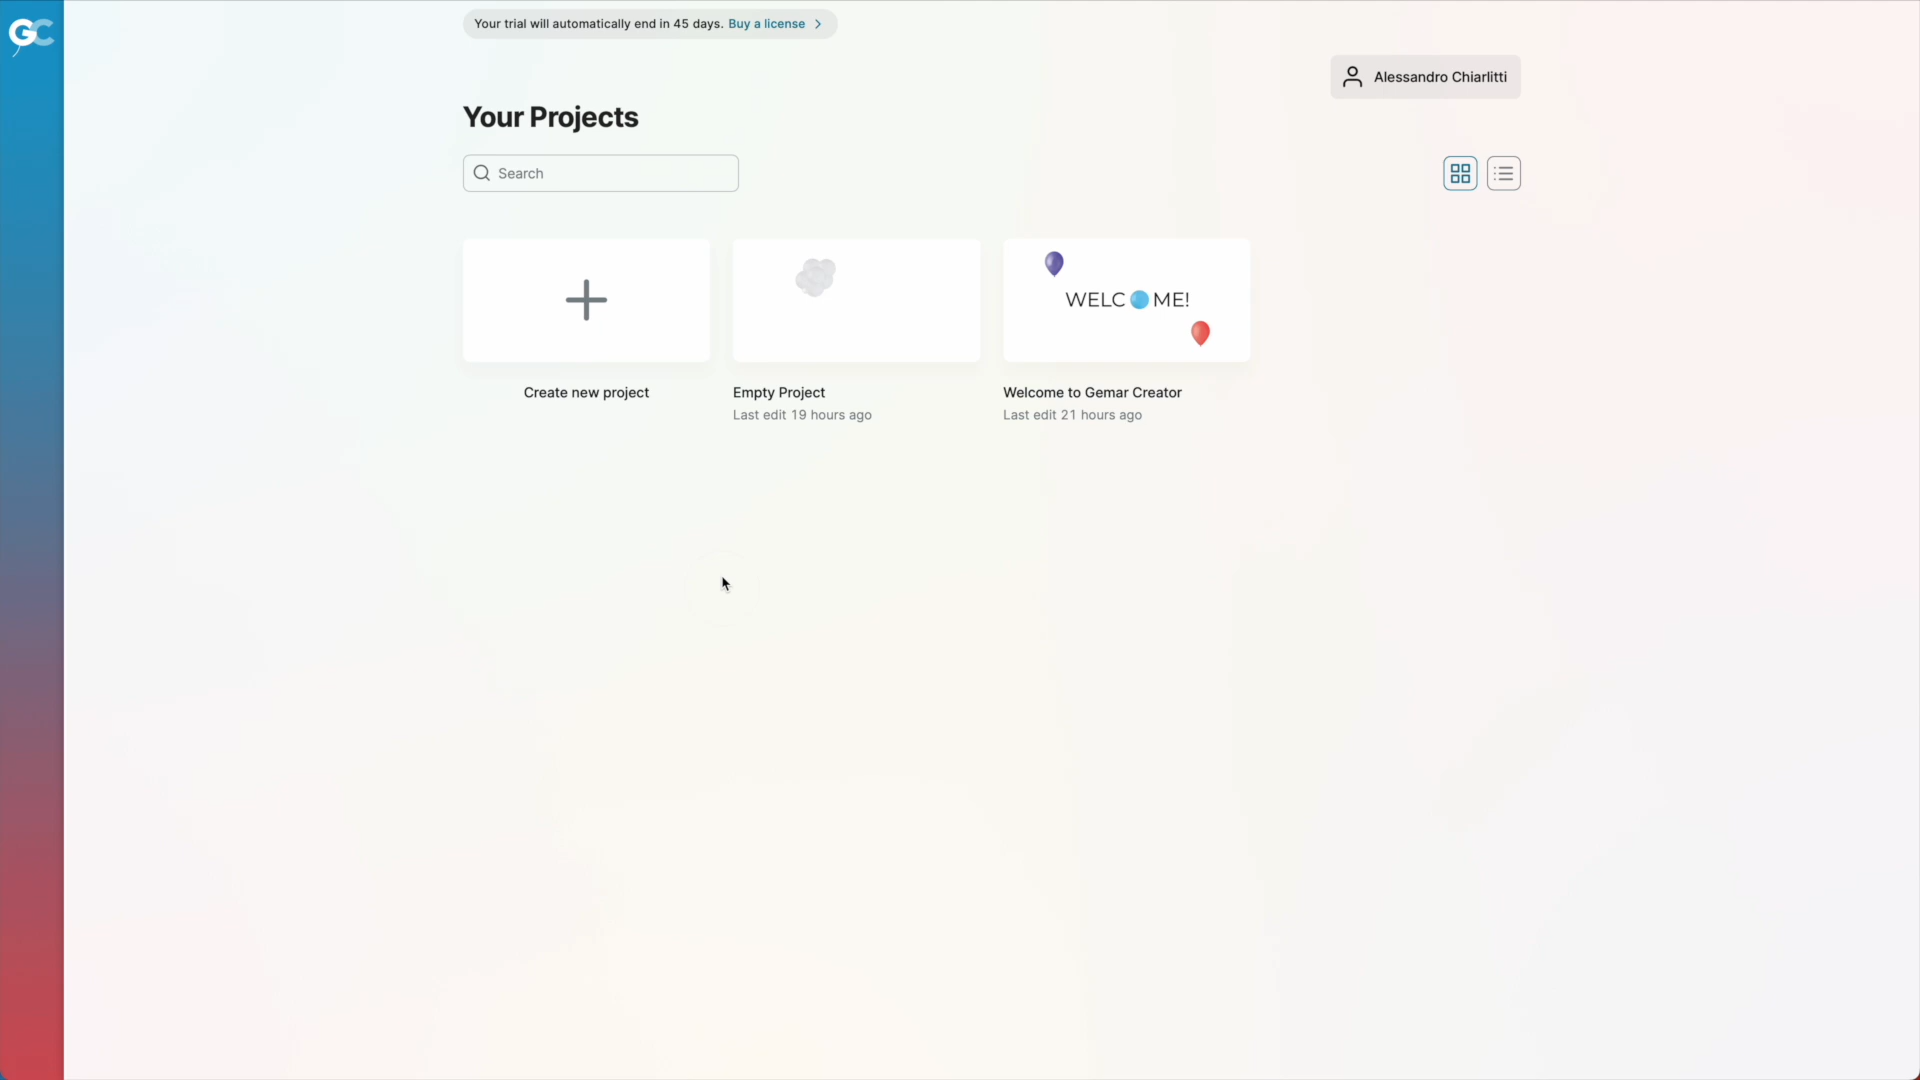 GC
Your trial will automatically end in 45 days. Buy a license
Alessandro Chiarlitti
Your Projects
Search
WELC ME!
Create new project
Empty Project
Welcome to Gemar Creator
Last edit 19 hours ago
Last edit 21 hours ago